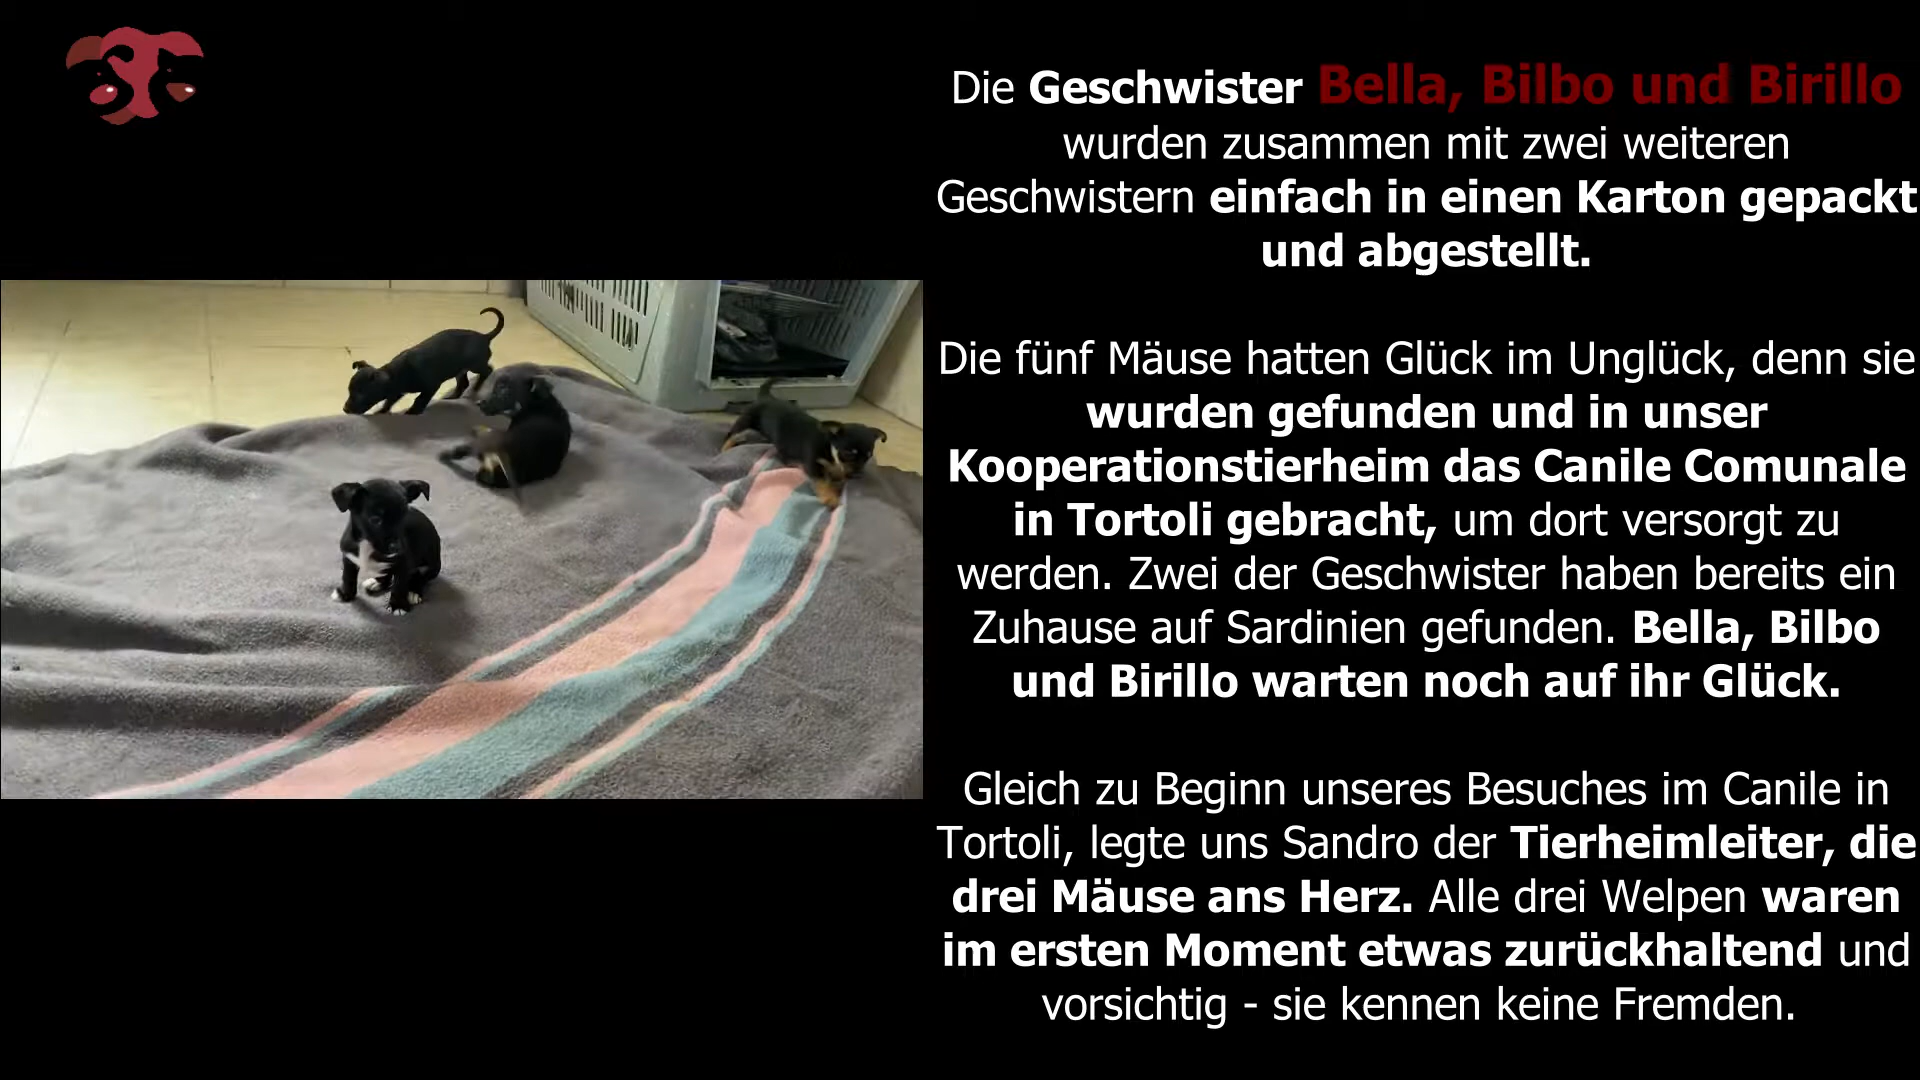 Die Geschwister Bella, Bilbo und Birillo
wurden zusammen mit zwei weiteren
Geschwistern einfach in einen Karton gepackt
und abgestellt.
Die fünf Mäuse hatten Glück im Unglück, denn sie
wurden gefunden und in unser
Kooperationstierheim das Canile Comunale
in Tortoli gebracht, um dort versorgt zu
werden. Zwei der Geschwister haben bereits ein
Zuhause auf Sardinien gefunden. Bella, Bilbo
und Birillo warten noch auf ihr Glück.
Gleich zu Beginn unseres Besuches im Canile in
Tortoli, legte uns Sandro der Tierheimleiter, die
drei Mäuse ans Herz. Alle drei Welpen waren
im ersten Moment etwas zurückhaltend und
vorsichtig - sie kennen keine Fremden.